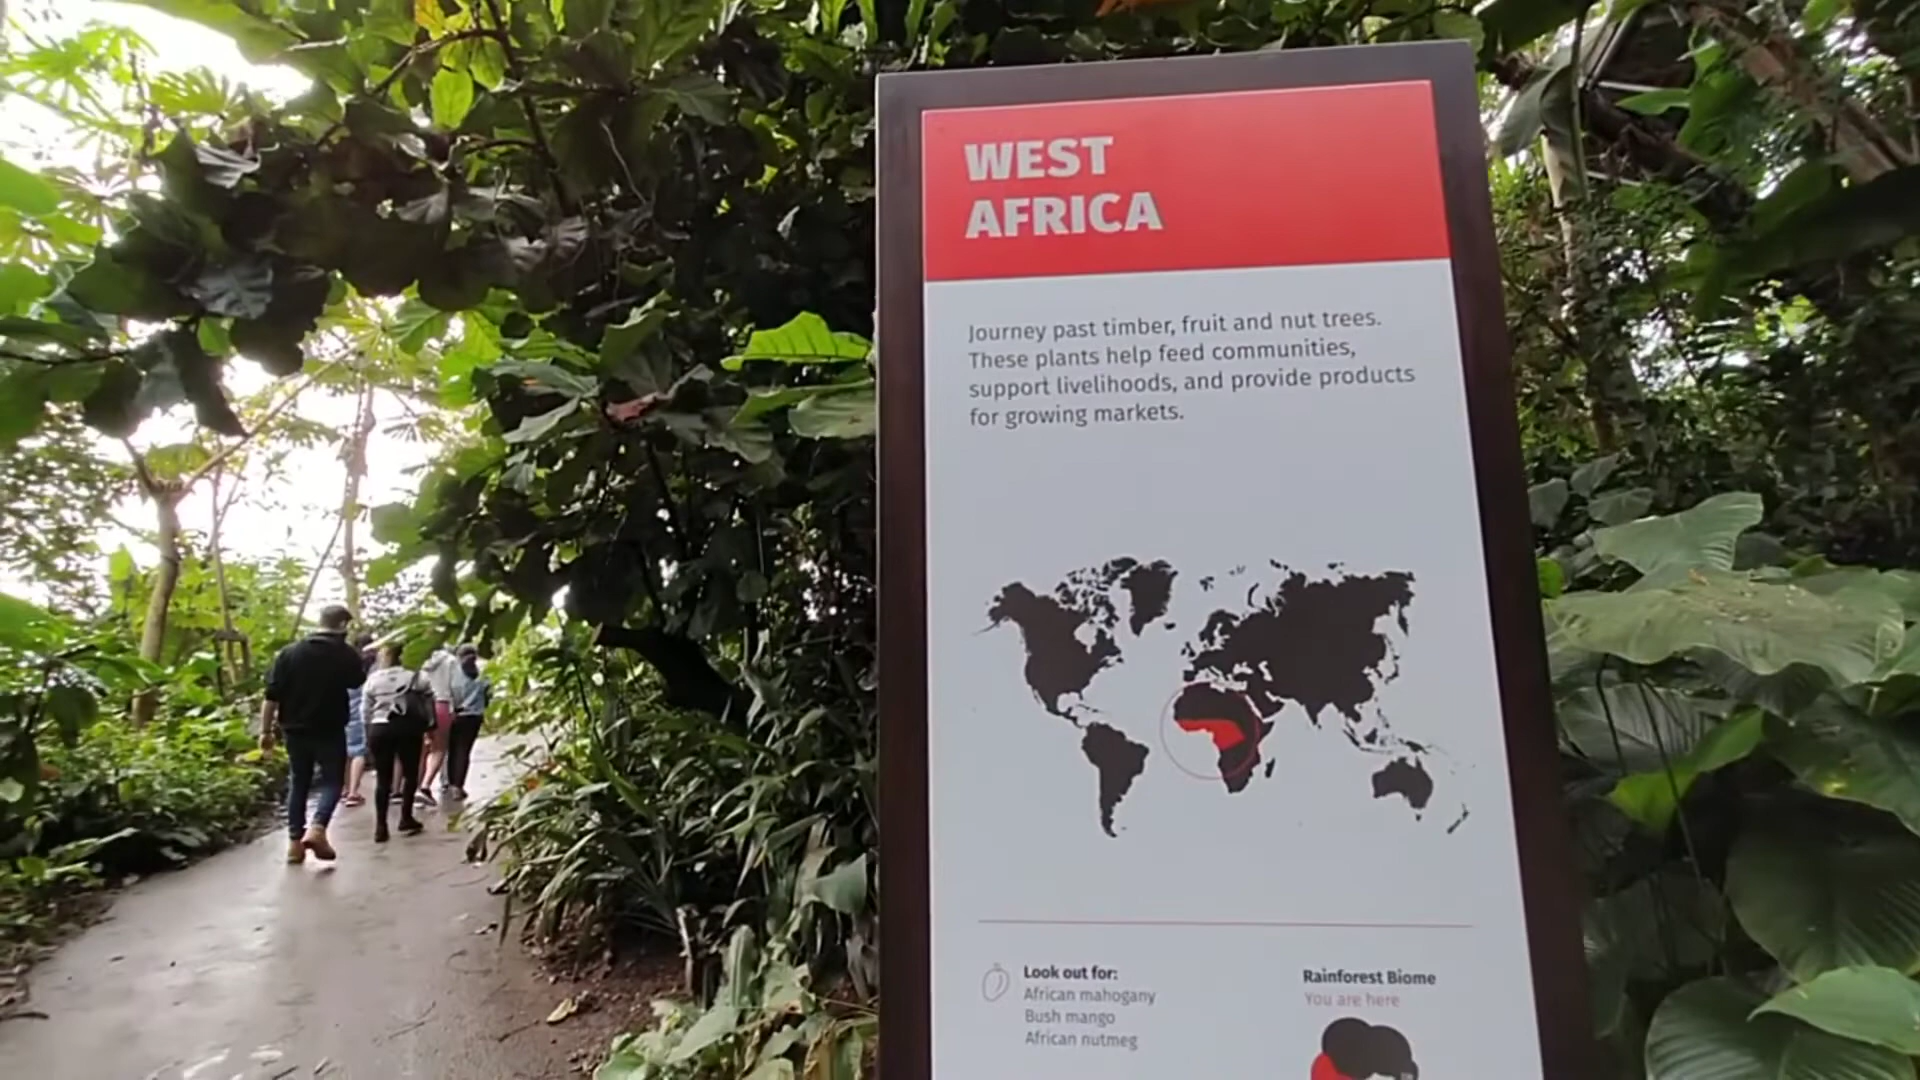 WEST
AFRICA
Journey past timber, fruit and nut trees.
These plants help feed communities,
support livelihoods, and provide products
for growing markets.
Look out for:
African mahogany
Bush mango
African nutmeg
Rainforest Biome
You are here